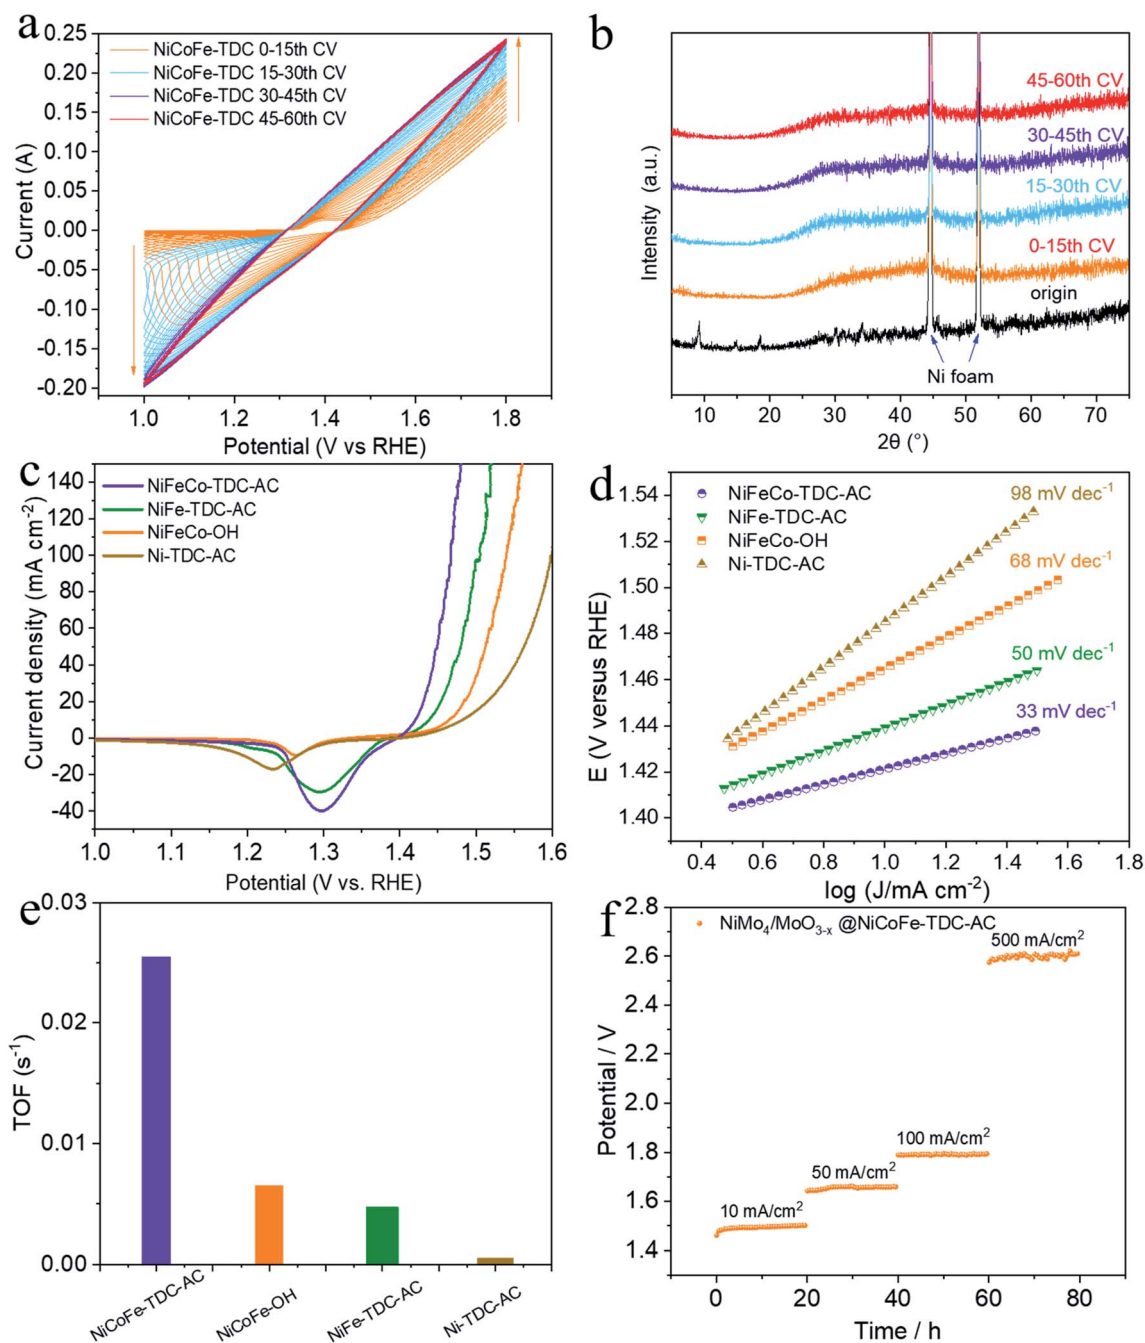 a
0.25
0.20
0.15
0.10
0.05
0.00
-0.05
-0.10
-0.15
-0.20
Current (A)
NiCoFe-TDC 0-15th CV
NiCoFe-TDC 15-30th CV
NiCoFe-TDC 30-45th CV
NiCoFe-TDC 45-60th CV
1.0 1.2 1.4 1.6 1.8
Potential (V vs RHE)
b
Intensity (a.u.)
45-60th CV
30-45th CV
15-30th CV
0-15th CV
origin
Ni foam
10 20 30 40 50 60 70
2θ (°)
c
140
120
100
80
60
40
20
0
-20
-40
Current density (mA cm⁻²)
NiFeCo-TDC-AC
NiFe-TDC-AC
NiFeCo-OH
Ni-TDC-AC
1.0 1.1 1.2 1.3 1.4 1.5 1.6
Potential (V vs. RHE)
d
1.54
1.52
1.50
1.48
1.46
1.44
1.42
1.40
E (V versus RHE)
NiFeCo-TDC-AC
NiFe-TDC-AC
NiFeCo-OH
Ni-TDC-AC
98 mV dec⁻¹
68 mV dec⁻¹
50 mV dec⁻¹
33 mV dec⁻¹
0.4 0.6 0.8 1.0 1.2 1.4 1.6 1.8
log (J/mA cm⁻²)
e
0.03
0.02
0.01
0.00
TOF (s⁻¹)
NiCoFe-TDC-AC
NiCoFe-OH
NiFe-TDC-AC
Ni-TDC-AC
f
2.8
2.6
2.4
2.2
2.0
1.8
1.6
1.4
Potential / V
NiMo₄/MoO₃₋ₓ @NiCoFe-TDC-AC
500 mA/cm²
100 mA/cm²
50 mA/cm²
10 mA/cm²
0 20 40 60 80
Time / h